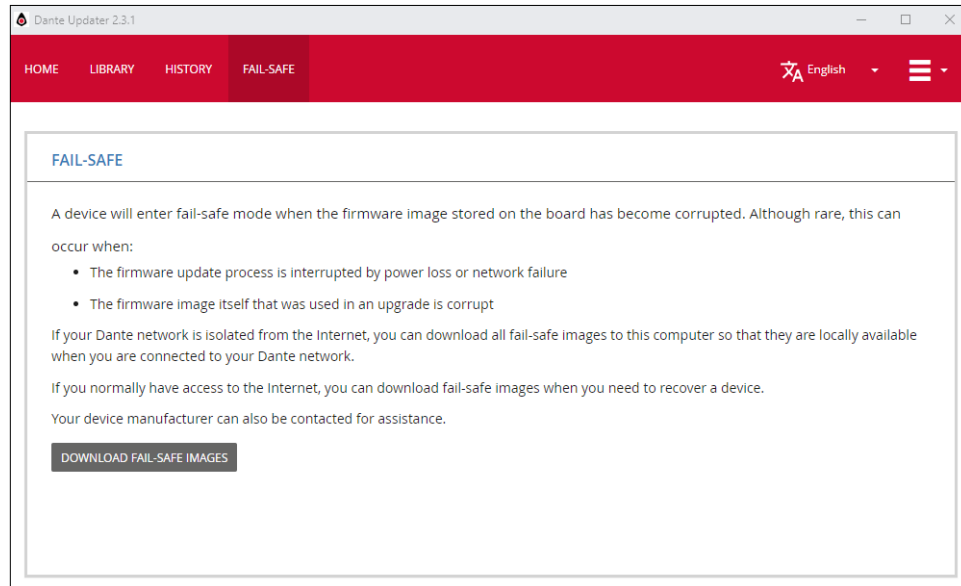 Dante Updater 2.3.1
HOME LIBRARY HISTORY FAIL-SAFE 文A English
FAIL-SAFE
A device will enter fail-safe mode when the firmware image stored on the board has become corrupted. Although rare, this can
occur when:
• The firmware update process is interrupted by power loss or network failure
• The firmware image itself that was used in an upgrade is corrupt
If your Dante network is isolated from the Internet, you can download all fail-safe images to this computer so that they are locally available
when you are connected to your Dante network.
If you normally have access to the Internet, you can download fail-safe images when you need to recover a device.
Your device manufacturer can also be contacted for assistance.
DOWNLOAD FAIL-SAFE IMAGES